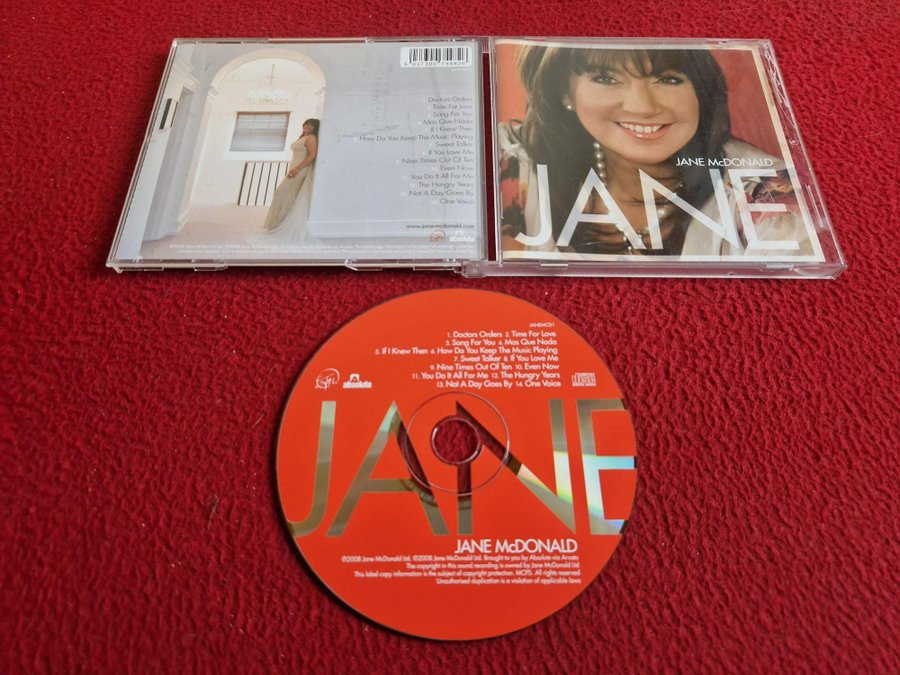 5 037300 754826
Doctors Orders
Time For Love
Song For You
Mas Que Nada
If I Knew Then
How Do You Keep The Music Playing
Sweet Talker
If You Love Me
Nine Times Out Of Ten
Even Now
You Do It All For Me
The Hungry Years
Not A Day Goes By
14 One Voice
www.jane-mcdonald.com
absolute
JANE McDONALD
JANE
JANEMCD1
1. Doctors Orders 2. Time For Love
3. Song For You 4. Mas Que Nada
5. If I Knew Then 6. How Do You Keep The Music Playing
7. Sweet Talker 8. If You Love Me
9. Nine Times Out Of Ten 10. Even Now
11. You Do It All For Me 12. The Hungry Years
13. Not A Day Goes By 14. One Voice
absolute
JANE
JANE McDONALD
℗2008 Jane McDonald Ltd. ©2008 Jane McDonald Ltd. Brought to you by Absolute via Arvato
The copyright in this sound recording is owned by Jane McDonald Ltd
This label copy information is the subject of copyright protection. MCPS. All rights reserved
Unauthorised duplication is a violation of applicable laws.